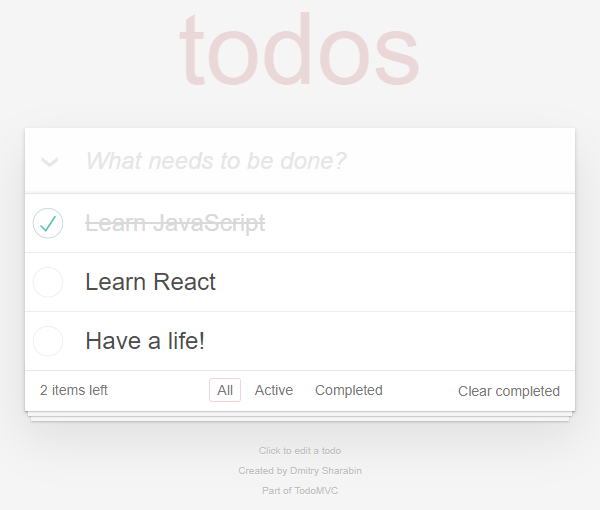 todos
What needs to be done?
Learn JavaScript
Learn React
Have a life!
2 items left All Active Completed Clear completed
Click to edit a todo
Created by Dmitry Sharabin
Part of TodoMVC